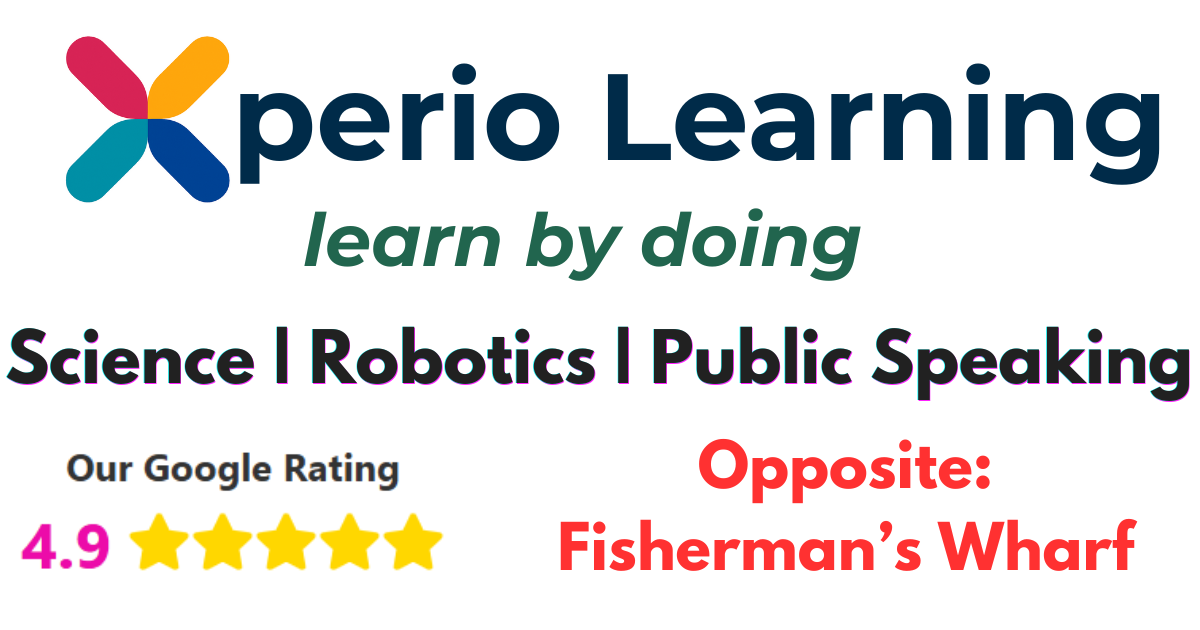 Xperio Learning
learn by doing
Science | Robotics | Public Speaking
Our Google Rating
4.9
Opposite:
Fisherman’s Wharf